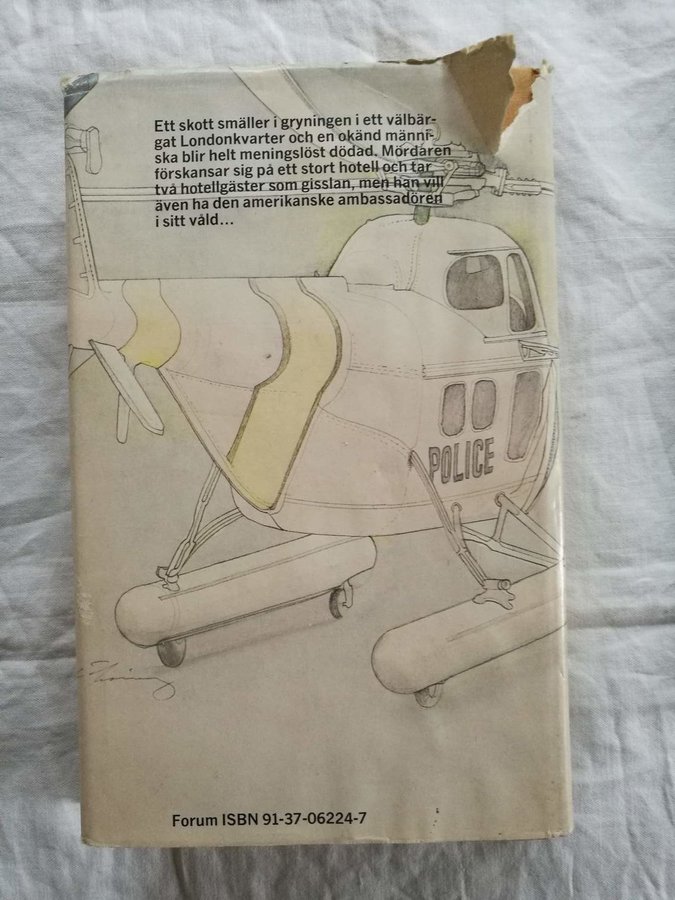 Ett skott smäller i gryningen i ett välbär-
gat Londonkvarter och en okänd männi-
ska blir helt meningslöst dödad. Mördaren
förskansar sig på ett stort hotell och tar
två hotellgäster som gisslan, men han vill
även ha den amerikanske ambassadören
i sitt våld...
POLICE
Forum ISBN 91-37-06224-7